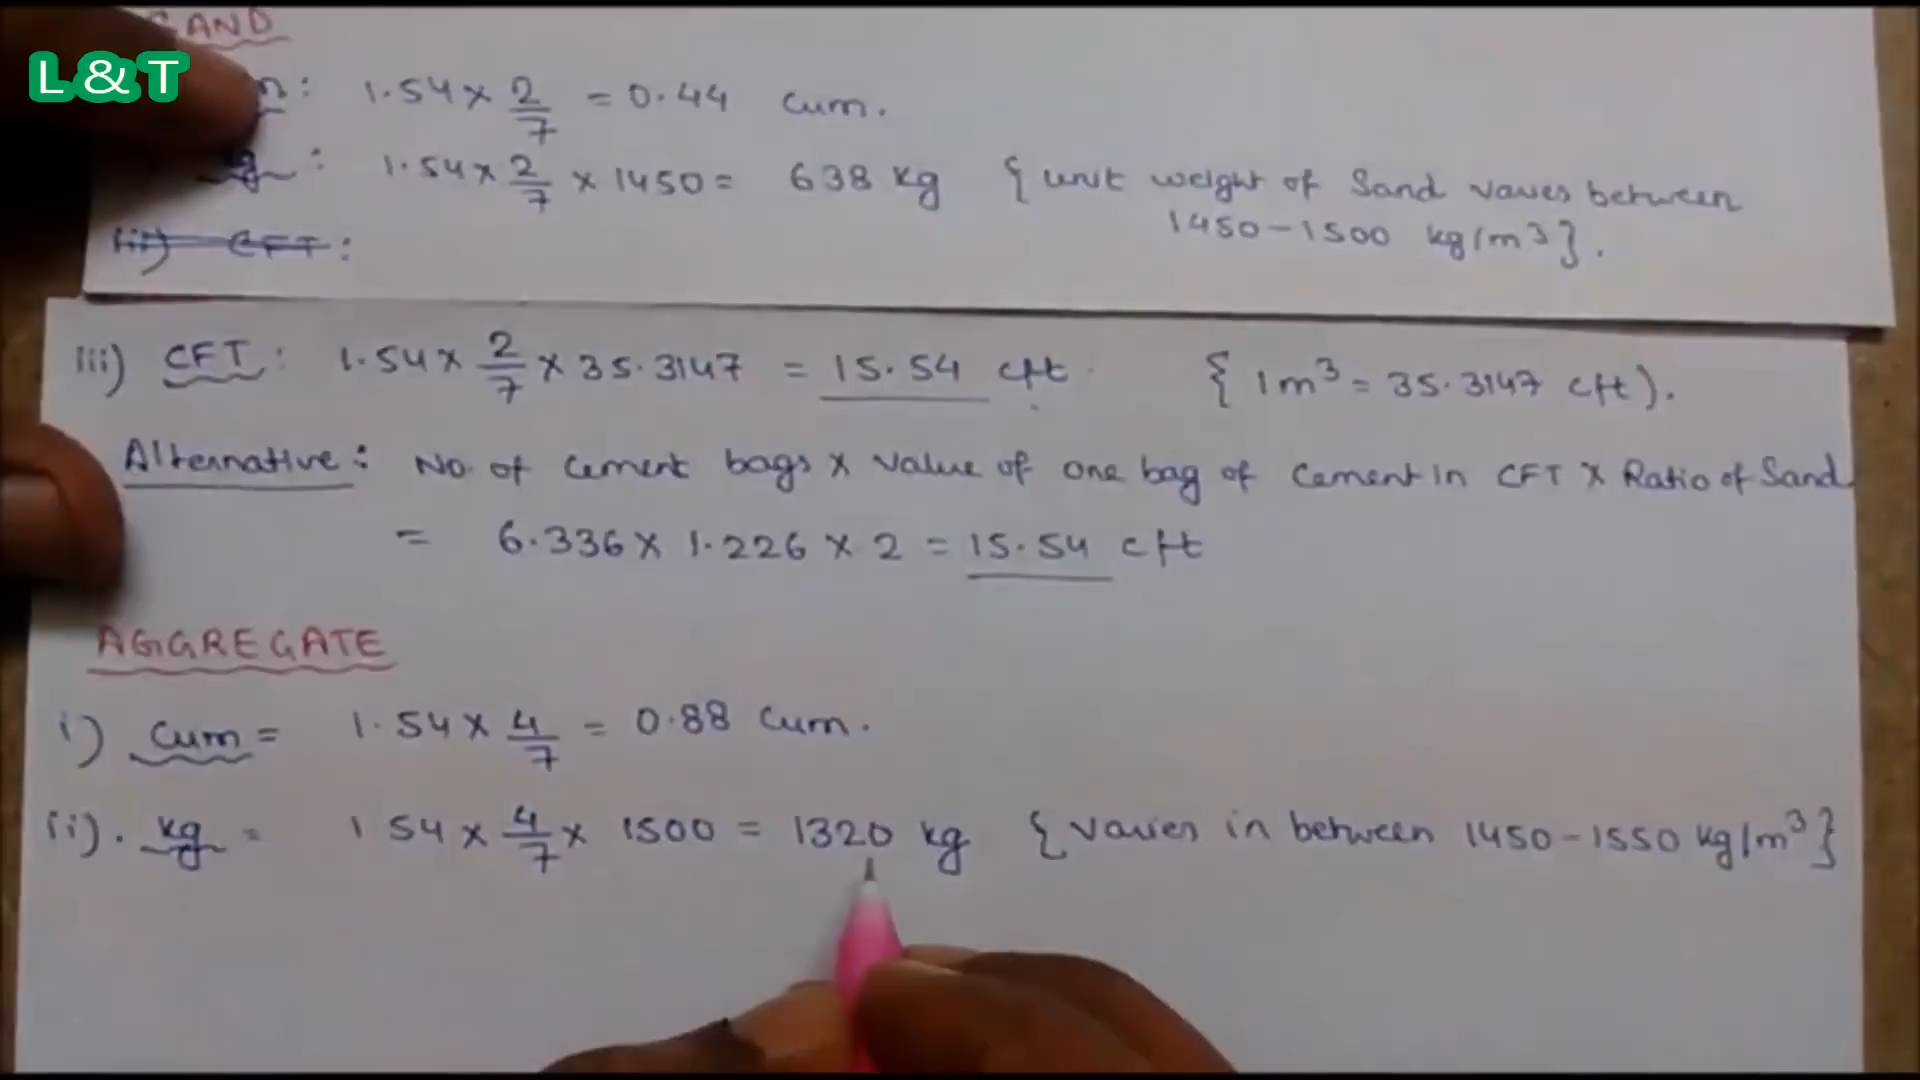 SAND
L&T
: 1.54 × 2/7 = 0.44 cum.
: 1.54 × 2/7 × 1450 = 638 kg { unit weight of Sand varies between
1450-1500 kg/m³}.
iii) CFT:
iii) CFT: 1.54 × 2/7 × 35.3147 = 15.54 cft. { 1m³ = 35.3147 cft).
Alternative: No. of cement bags × value of one bag of cement in CFT × Ratio of Sand
= 6.336 × 1.226 × 2 = 15.54 cft
AGGREGATE
i) Cum = 1.54 × 4/7 = 0.88 Cum.
ii). kg = 1 54 × 4/7 × 1500 = 1320 kg { varies in between 1450-1550 kg/m³}